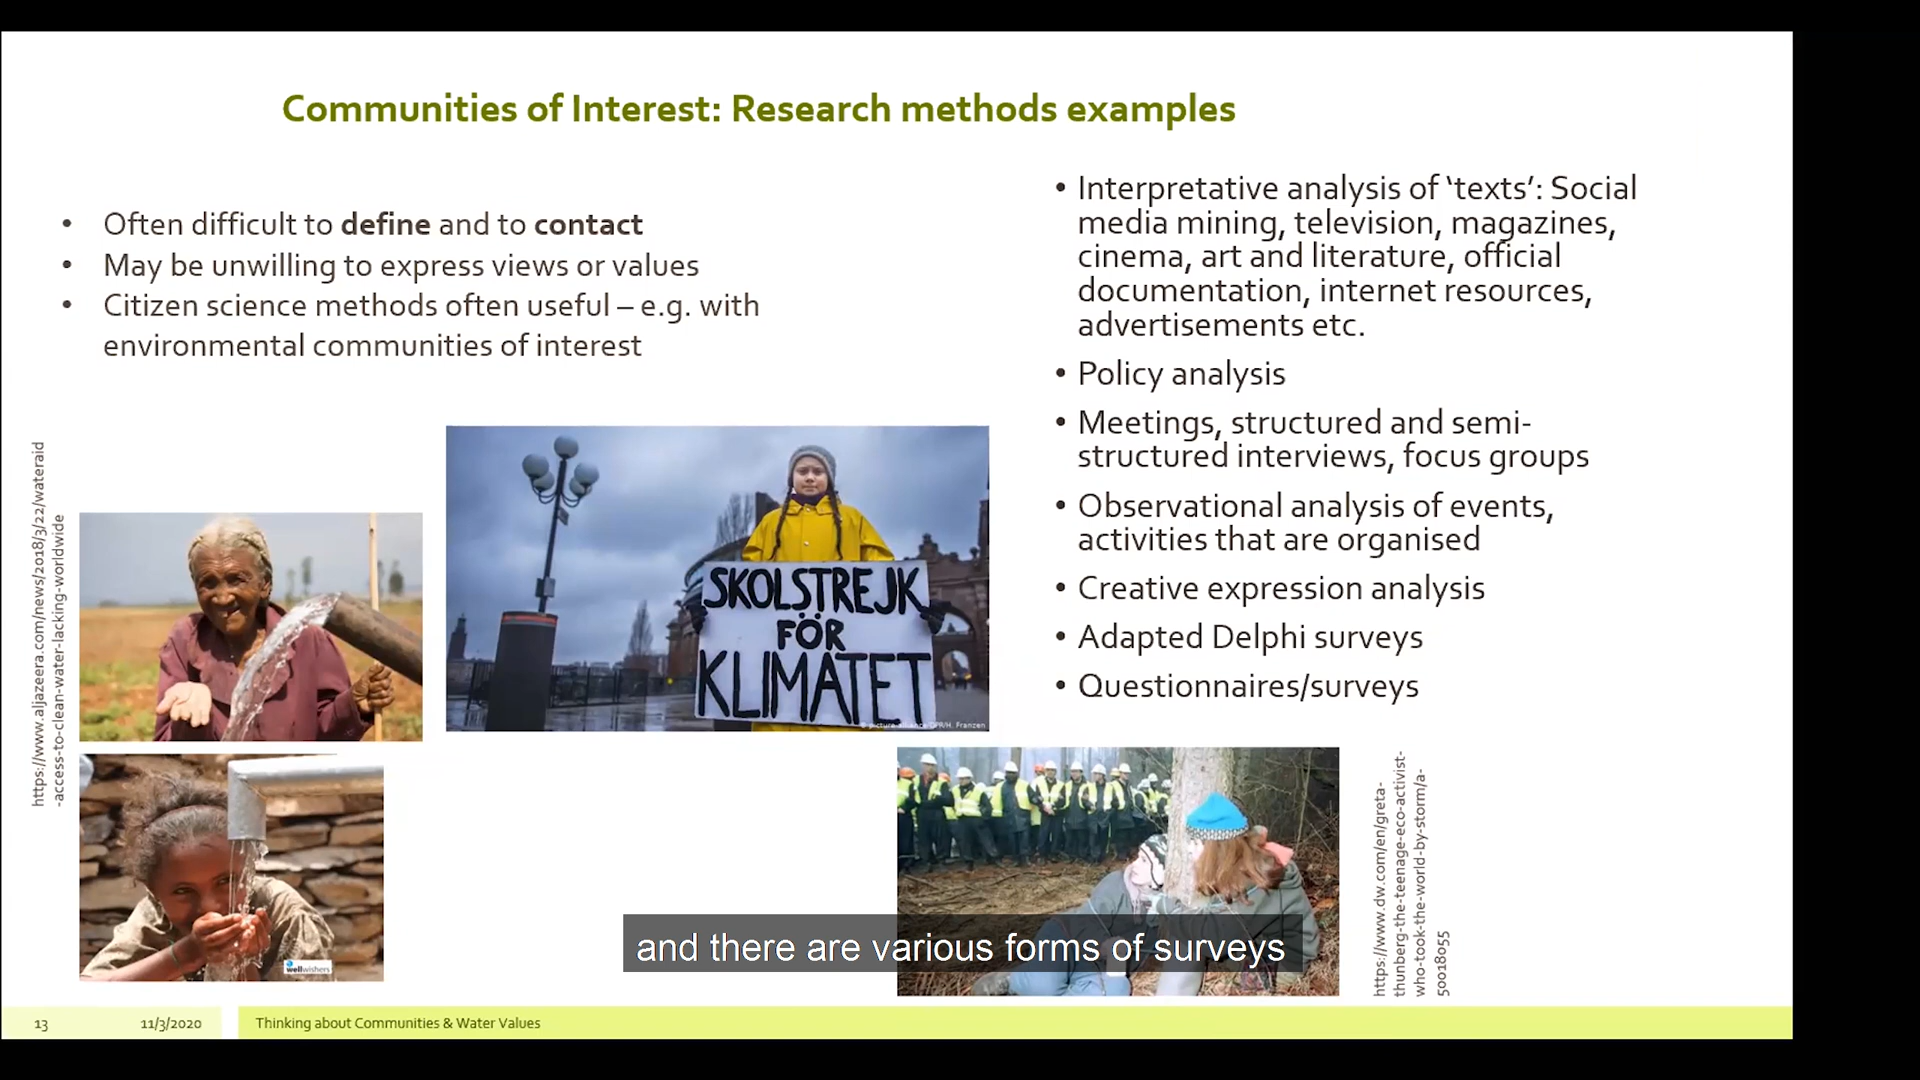 Communities of Interest: Research methods examples
• Often difficult to define and to contact
• May be unwilling to express views or values
• Citizen science methods often useful – e.g. with
environmental communities of interest
• Interpretative analysis of ‘texts’: Social
media mining, television, magazines,
cinema, art and literature, official
documentation, internet resources,
advertisements etc.
• Policy analysis
• Meetings, structured and semi-
structured interviews, focus groups
• Observational analysis of events,
activities that are organised
• Creative expression analysis
• Adapted Delphi surveys
• Questionnaires/surveys
https://www.aljazeera.com/news/2018/3/22/wateraid
-access-to-clean-water-lacking-worldwide
SKOLSTREJK
FÖR
KLIMATET
© picture-alliance/DPR/H. Franzen
wellwishers
https://www.dw.com/en/greta-
thunberg-the-teenage-eco-activist-
who-took-the-world-by-storm/a-
50018055
and there are various forms of surveys
13
11/3/2020
Thinking about Communities & Water Values